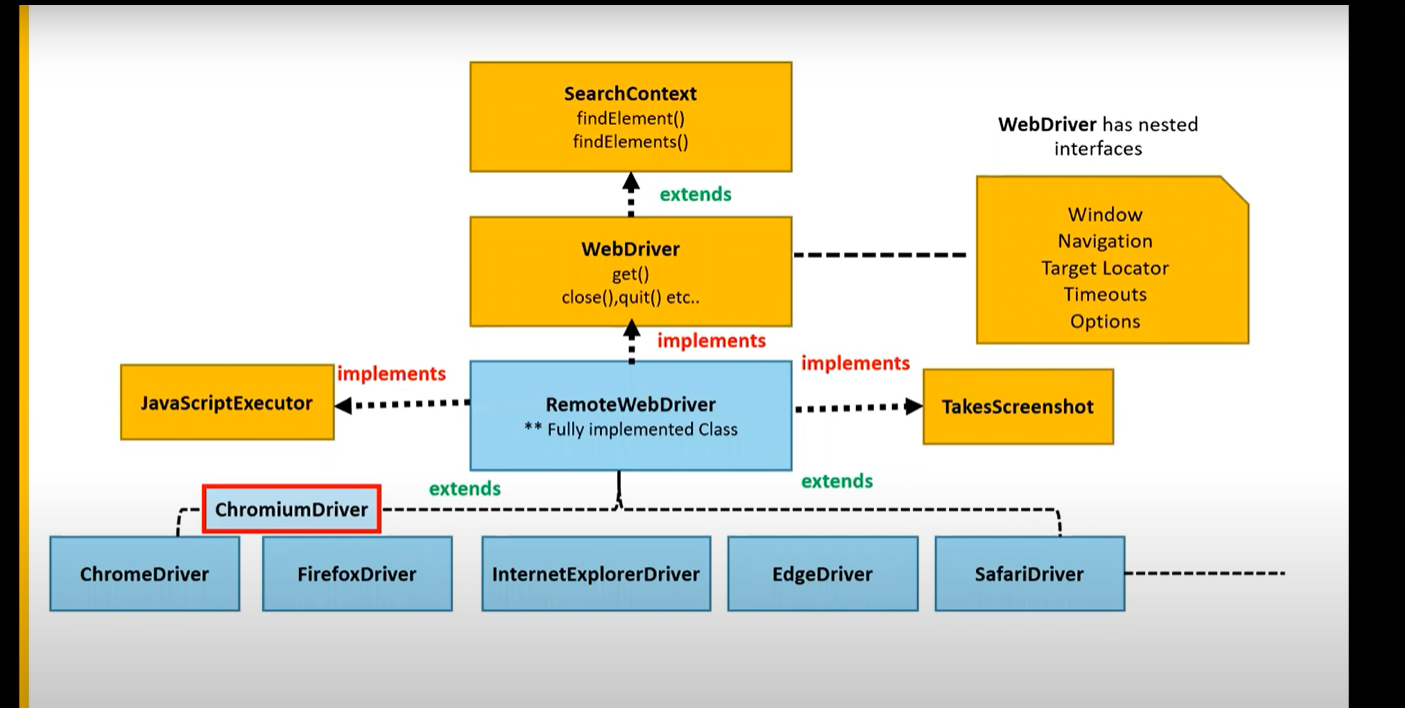 SearchContext
findElement()
findElements()
WebDriver has nested
interfaces
extends
Window
Navigation
Target Locator
Timeouts
Options
WebDriver
get()
close(),quit() etc..
implements
implements
implements
JavaScriptExecutor
RemoteWebDriver
** Fully implemented Class
TakesScreenshot
extends
extends
ChromiumDriver
ChromeDriver
FirefoxDriver
InternetExplorerDriver
EdgeDriver
SafariDriver